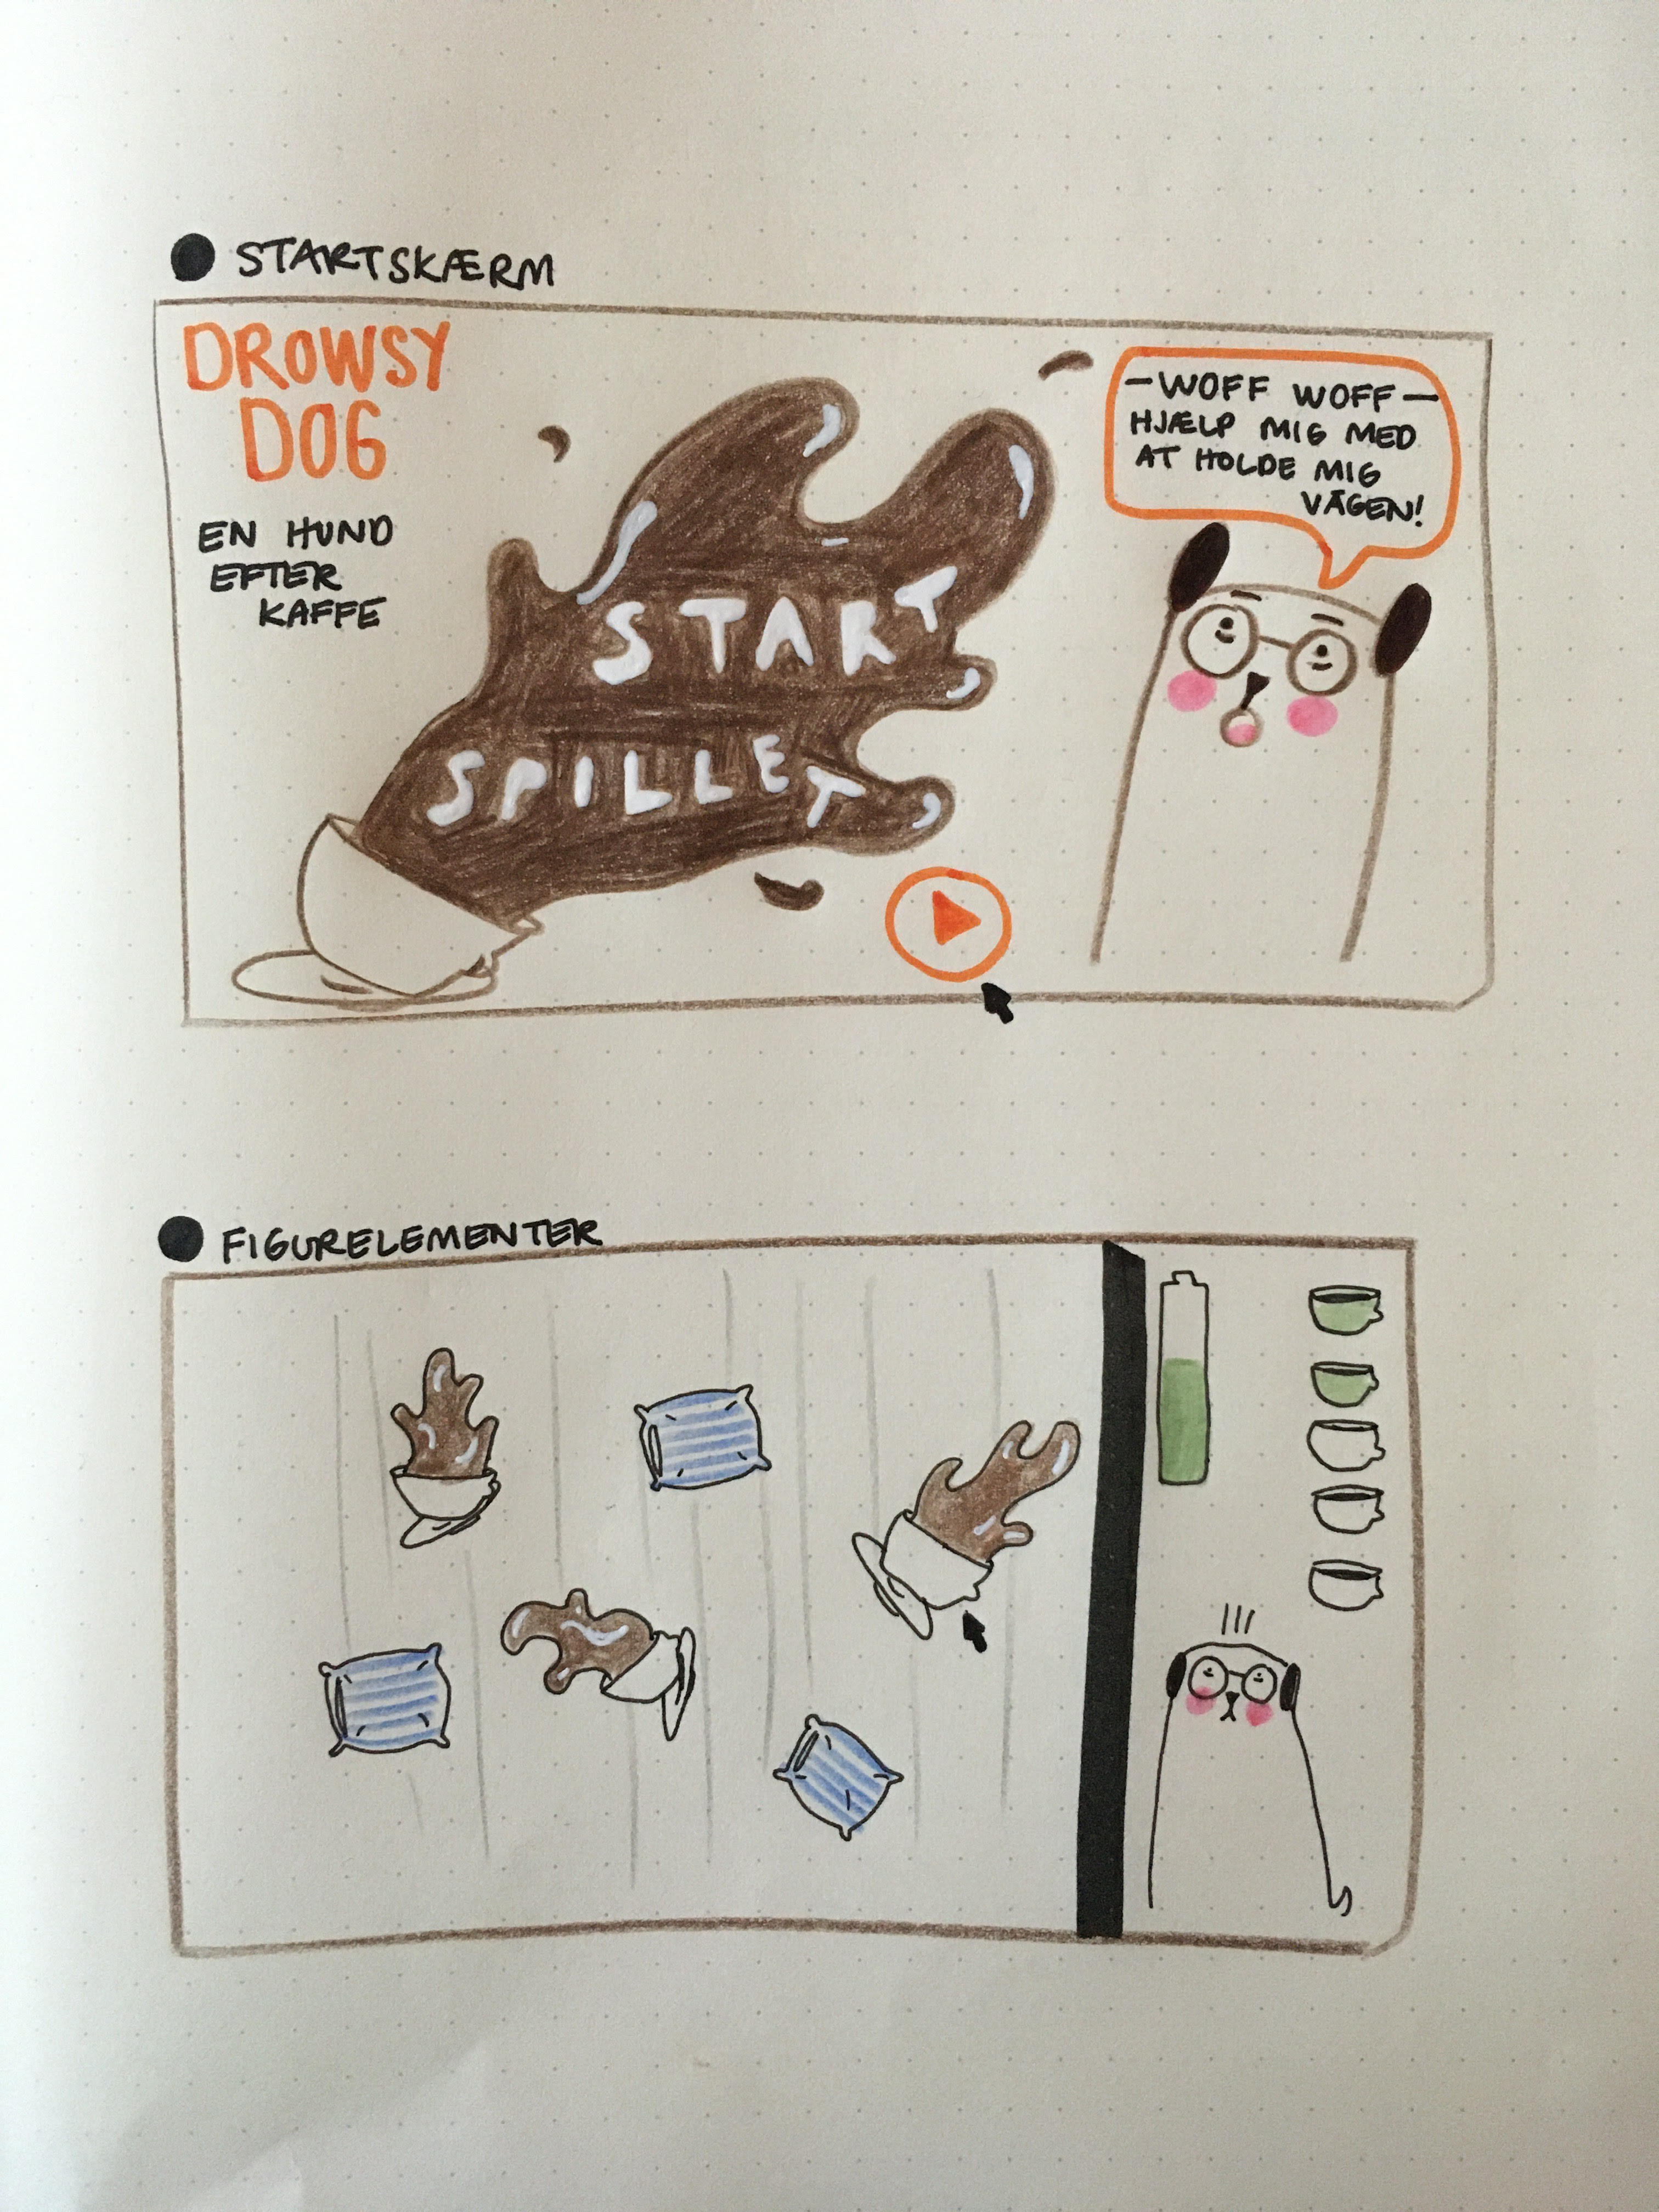 STARTSKÆRM
DROWSY
DOG
EN HUND
EFTER
KAFFE
START
SPILLET
—WOFF WOFF—
HJÆLP MIG MED
AT HOLDE MIG
VÅGEN!
FIGURELEMENTER